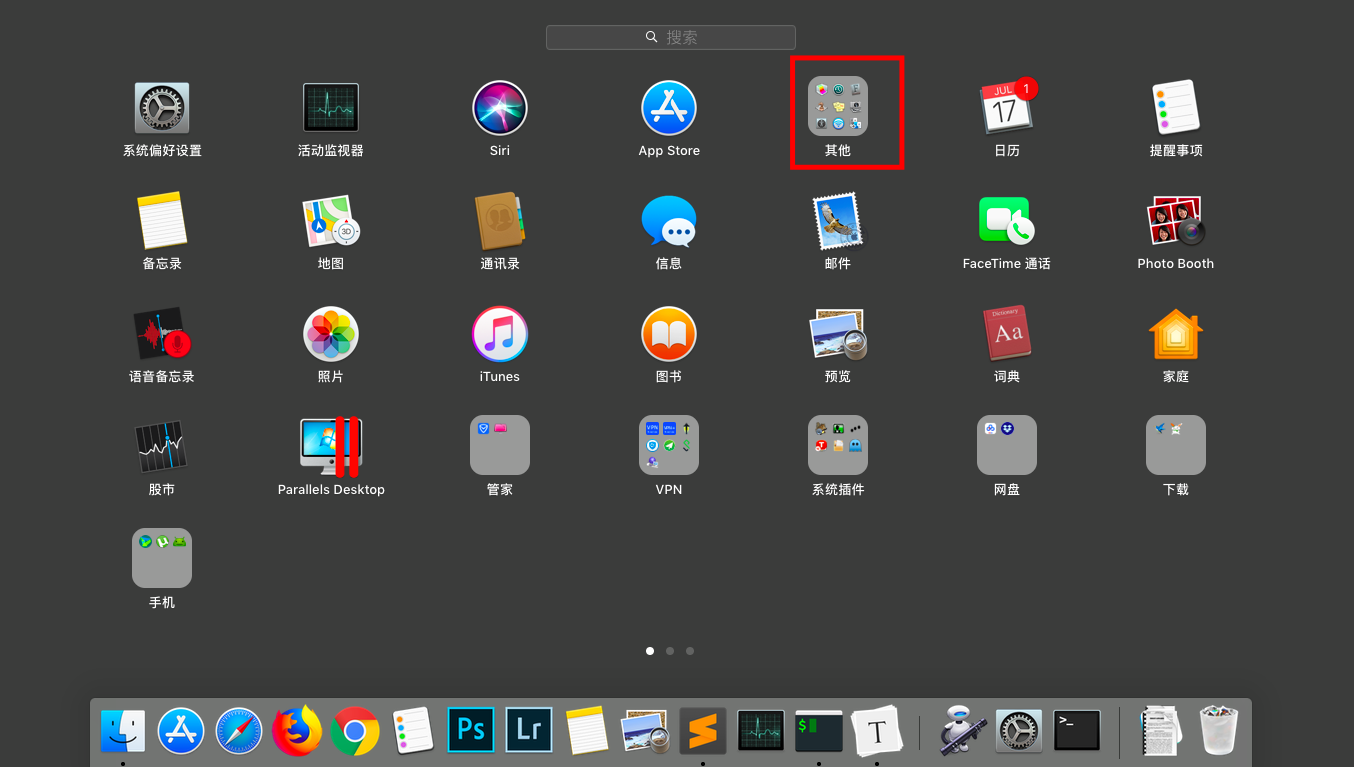 搜索
系统偏好设置
活动监视器
Siri
App Store
其他
JUL
17
1
日历
提醒事项
备忘录
3D
地图
通讯录
信息
邮件
FaceTime 通话
Photo Booth
语音备忘录
照片
iTunes
图书
预览
Dictionary
Aa
词典
家庭
股市
Parallels Desktop
管家
VPN
VPN
系统插件
网盘
下载
手机
Ps
Lr
$
T
>_